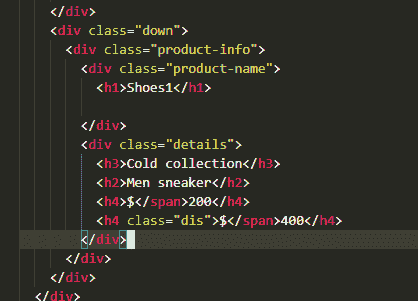 </div>
<div class="down">
<div class="product-info">
<div class="product-name">
<h1>Shoes1</h1>
</div>
<div class="details">
<h3>Cold collection</h3>
<h2>Men sneaker</h2>
<h4>$</span>200</h4>
<h4 class="dis">$</span>400</h4>
</div>
</div>
</div>
</div>